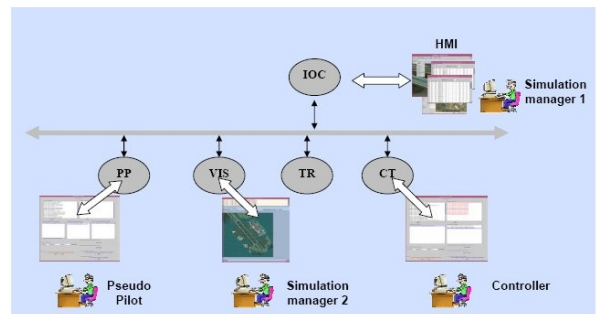 HMI
IOC
Simulation
manager 1
PP
VIS
TR
CT
Pseudo
Pilot
Simulation
manager 2
Controller